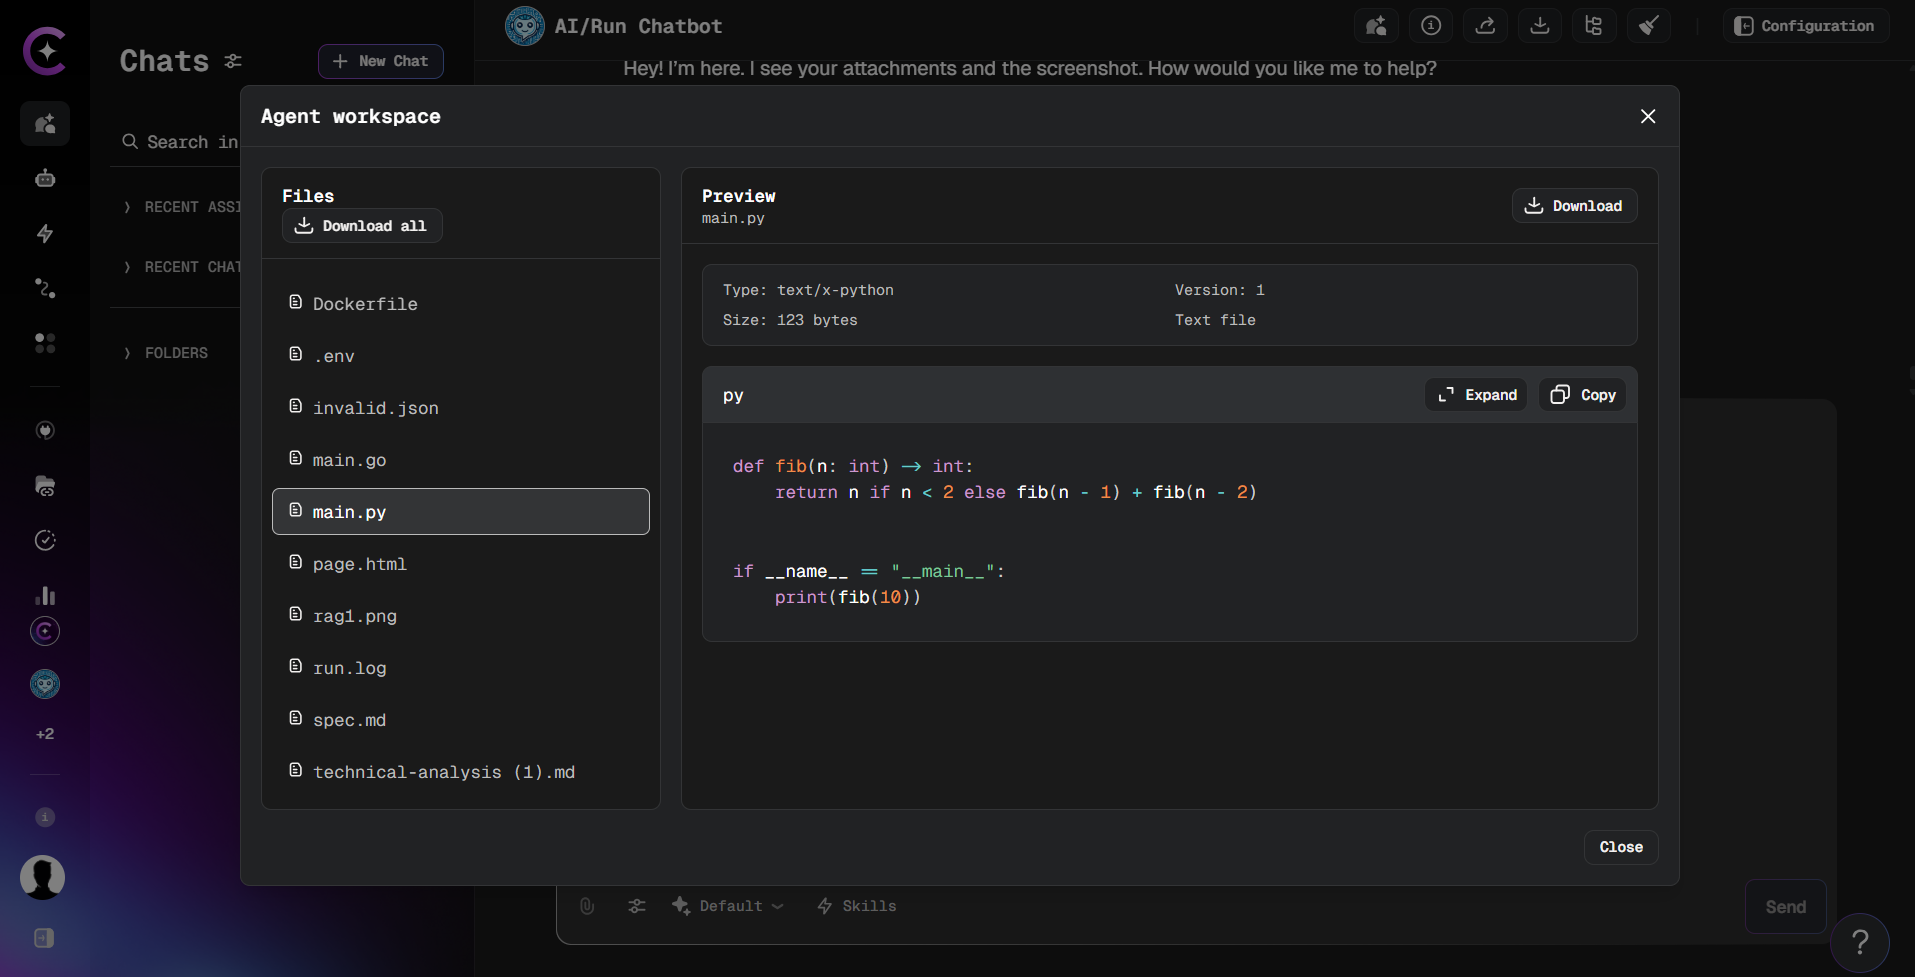 AI/Run Chatbot
Configuration
Chats
New Chat
Hey! I'm here. I see your attachments and the screenshot. How would you like me to help?
Search in
RECENT ASSI
RECENT CHAT
FOLDERS
+2
Agent workspace
Files
Download all
Dockerfile
.env
invalid.json
main.go
main.py
page.html
rag1.png
run.log
spec.md
technical-analysis (1).md
Preview
main.py
Download
Type: text/x-python
Version: 1
Size: 123 bytes
Text file
py
Expand
Copy
def fib(n: int) -> int:
    return n if n < 2 else fib(n - 1) + fib(n - 2)
if __name__ == "__main__":
    print(fib(10))
Close
Default
Skills
Send
?